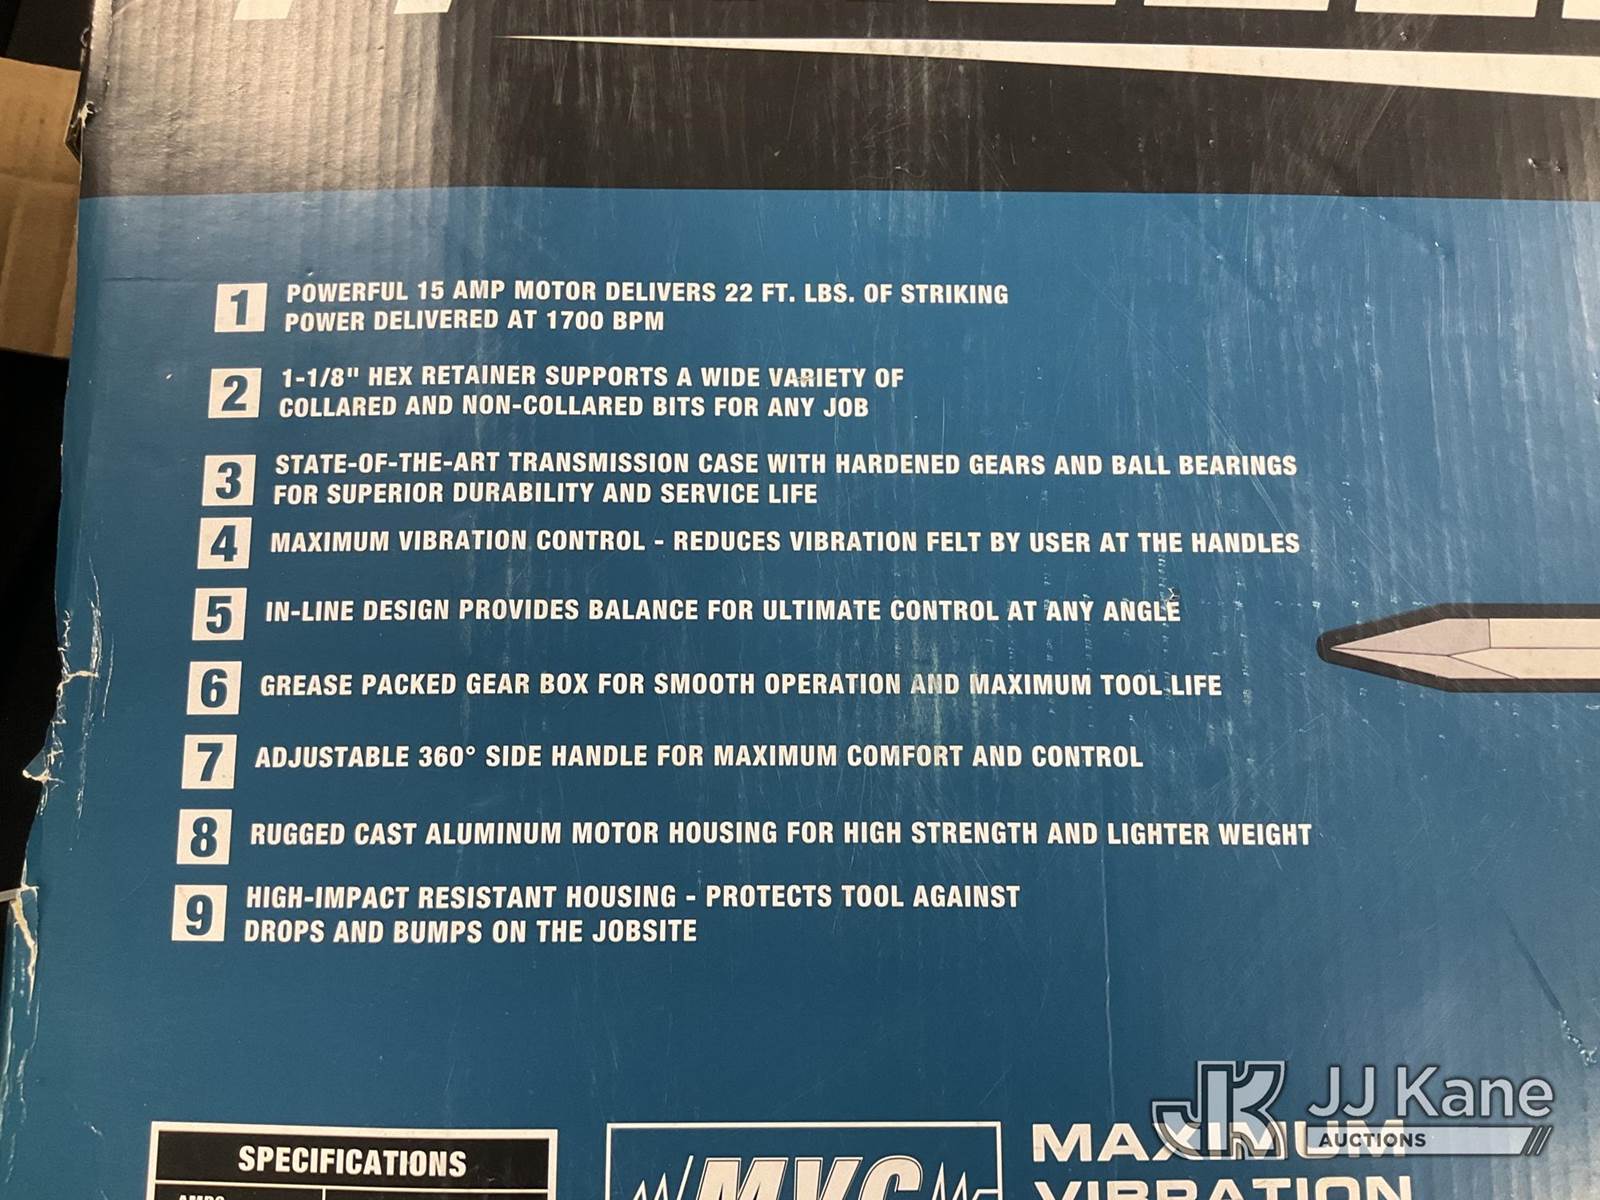 1 POWERFUL 15 AMP MOTOR DELIVERS 22 FT. LBS. OF STRIKING
POWER DELIVERED AT 1700 BPM
2 1-1/8" HEX RETAINER SUPPORTS A WIDE VARIETY OF
COLLARED AND NON-COLLARED BITS FOR ANY JOB
3 STATE-OF-THE-ART TRANSMISSION CASE WITH HARDENED GEARS AND BALL BEARINGS
FOR SUPERIOR DURABILITY AND SERVICE LIFE
4 MAXIMUM VIBRATION CONTROL - REDUCES VIBRATION FELT BY USER AT THE HANDLES
5 IN-LINE DESIGN PROVIDES BALANCE FOR ULTIMATE CONTROL AT ANY ANGLE
6 GREASE PACKED GEAR BOX FOR SMOOTH OPERATION AND MAXIMUM TOOL LIFE
7 ADJUSTABLE 360° SIDE HANDLE FOR MAXIMUM COMFORT AND CONTROL
8 RUGGED CAST ALUMINUM MOTOR HOUSING FOR HIGH STRENGTH AND LIGHTER WEIGHT
9 HIGH-IMPACT RESISTANT HOUSING - PROTECTS TOOL AGAINST
DROPS AND BUMPS ON THE JOBSITE
SPECIFICATIONS
AMPS
MVC
MAXIMUM
VIBRATION
JK JJ Kane
AUCTIONS